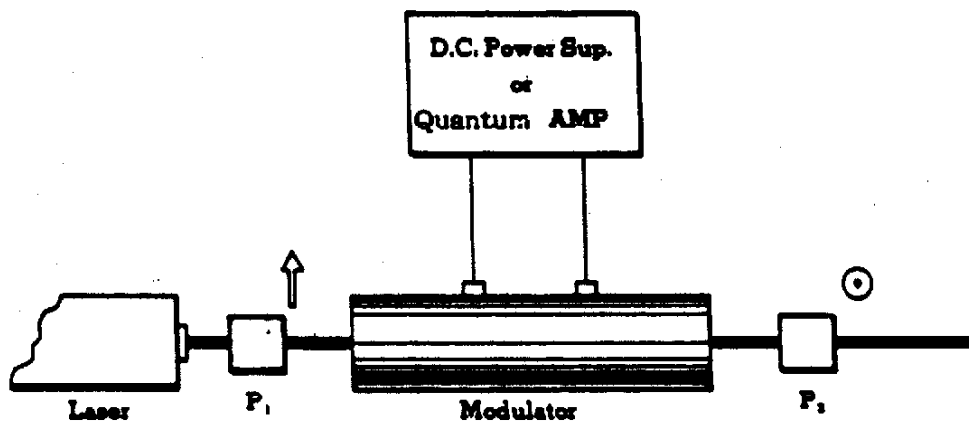 D.C. Power Sup.
or
Quantum AMP
Laser
P₁
Modulator
P₂